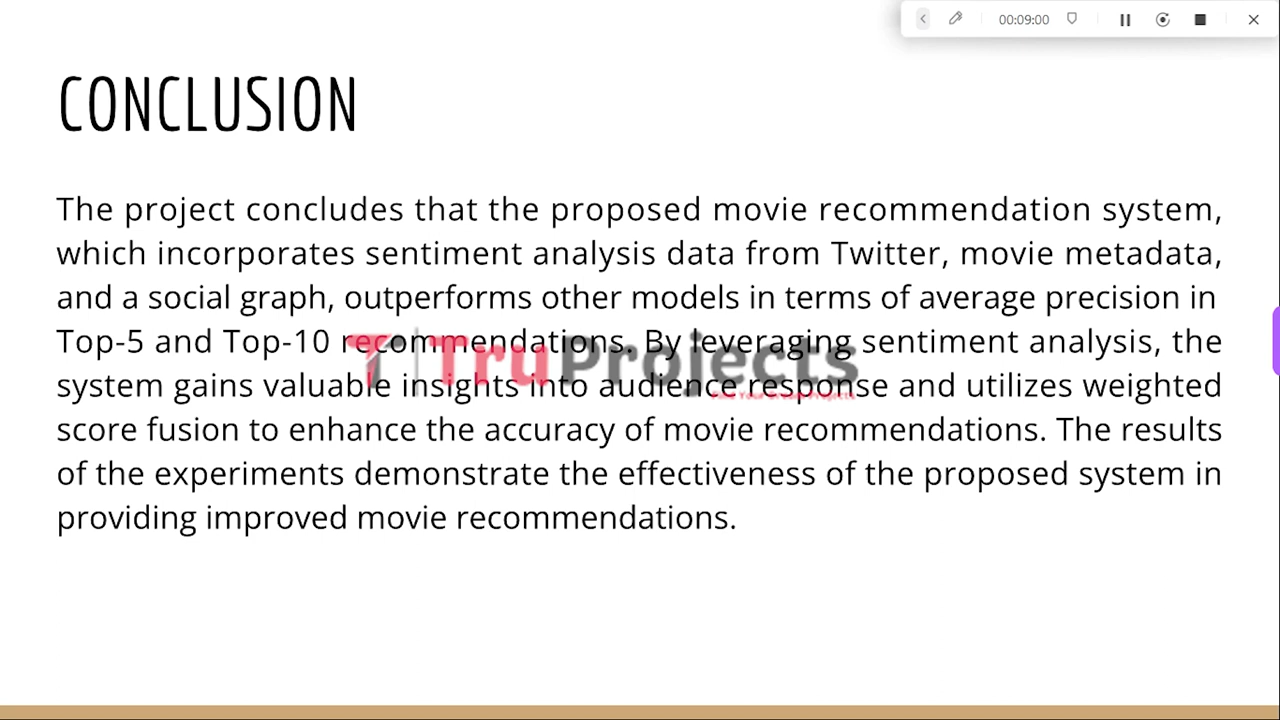 00:09:00
CONCLUSION
The project concludes that the proposed movie recommendation system,
which incorporates sentiment analysis data from Twitter, movie metadata,
and a social graph, outperforms other models in terms of average precision in
Top-5 and Top-10 recommendations. By leveraging sentiment analysis, the
TruProjects
system gains valuable insights into audience response and utilizes weighted
score fusion to enhance the accuracy of movie recommendations. The results
of the experiments demonstrate the effectiveness of the proposed system in
providing improved movie recommendations.